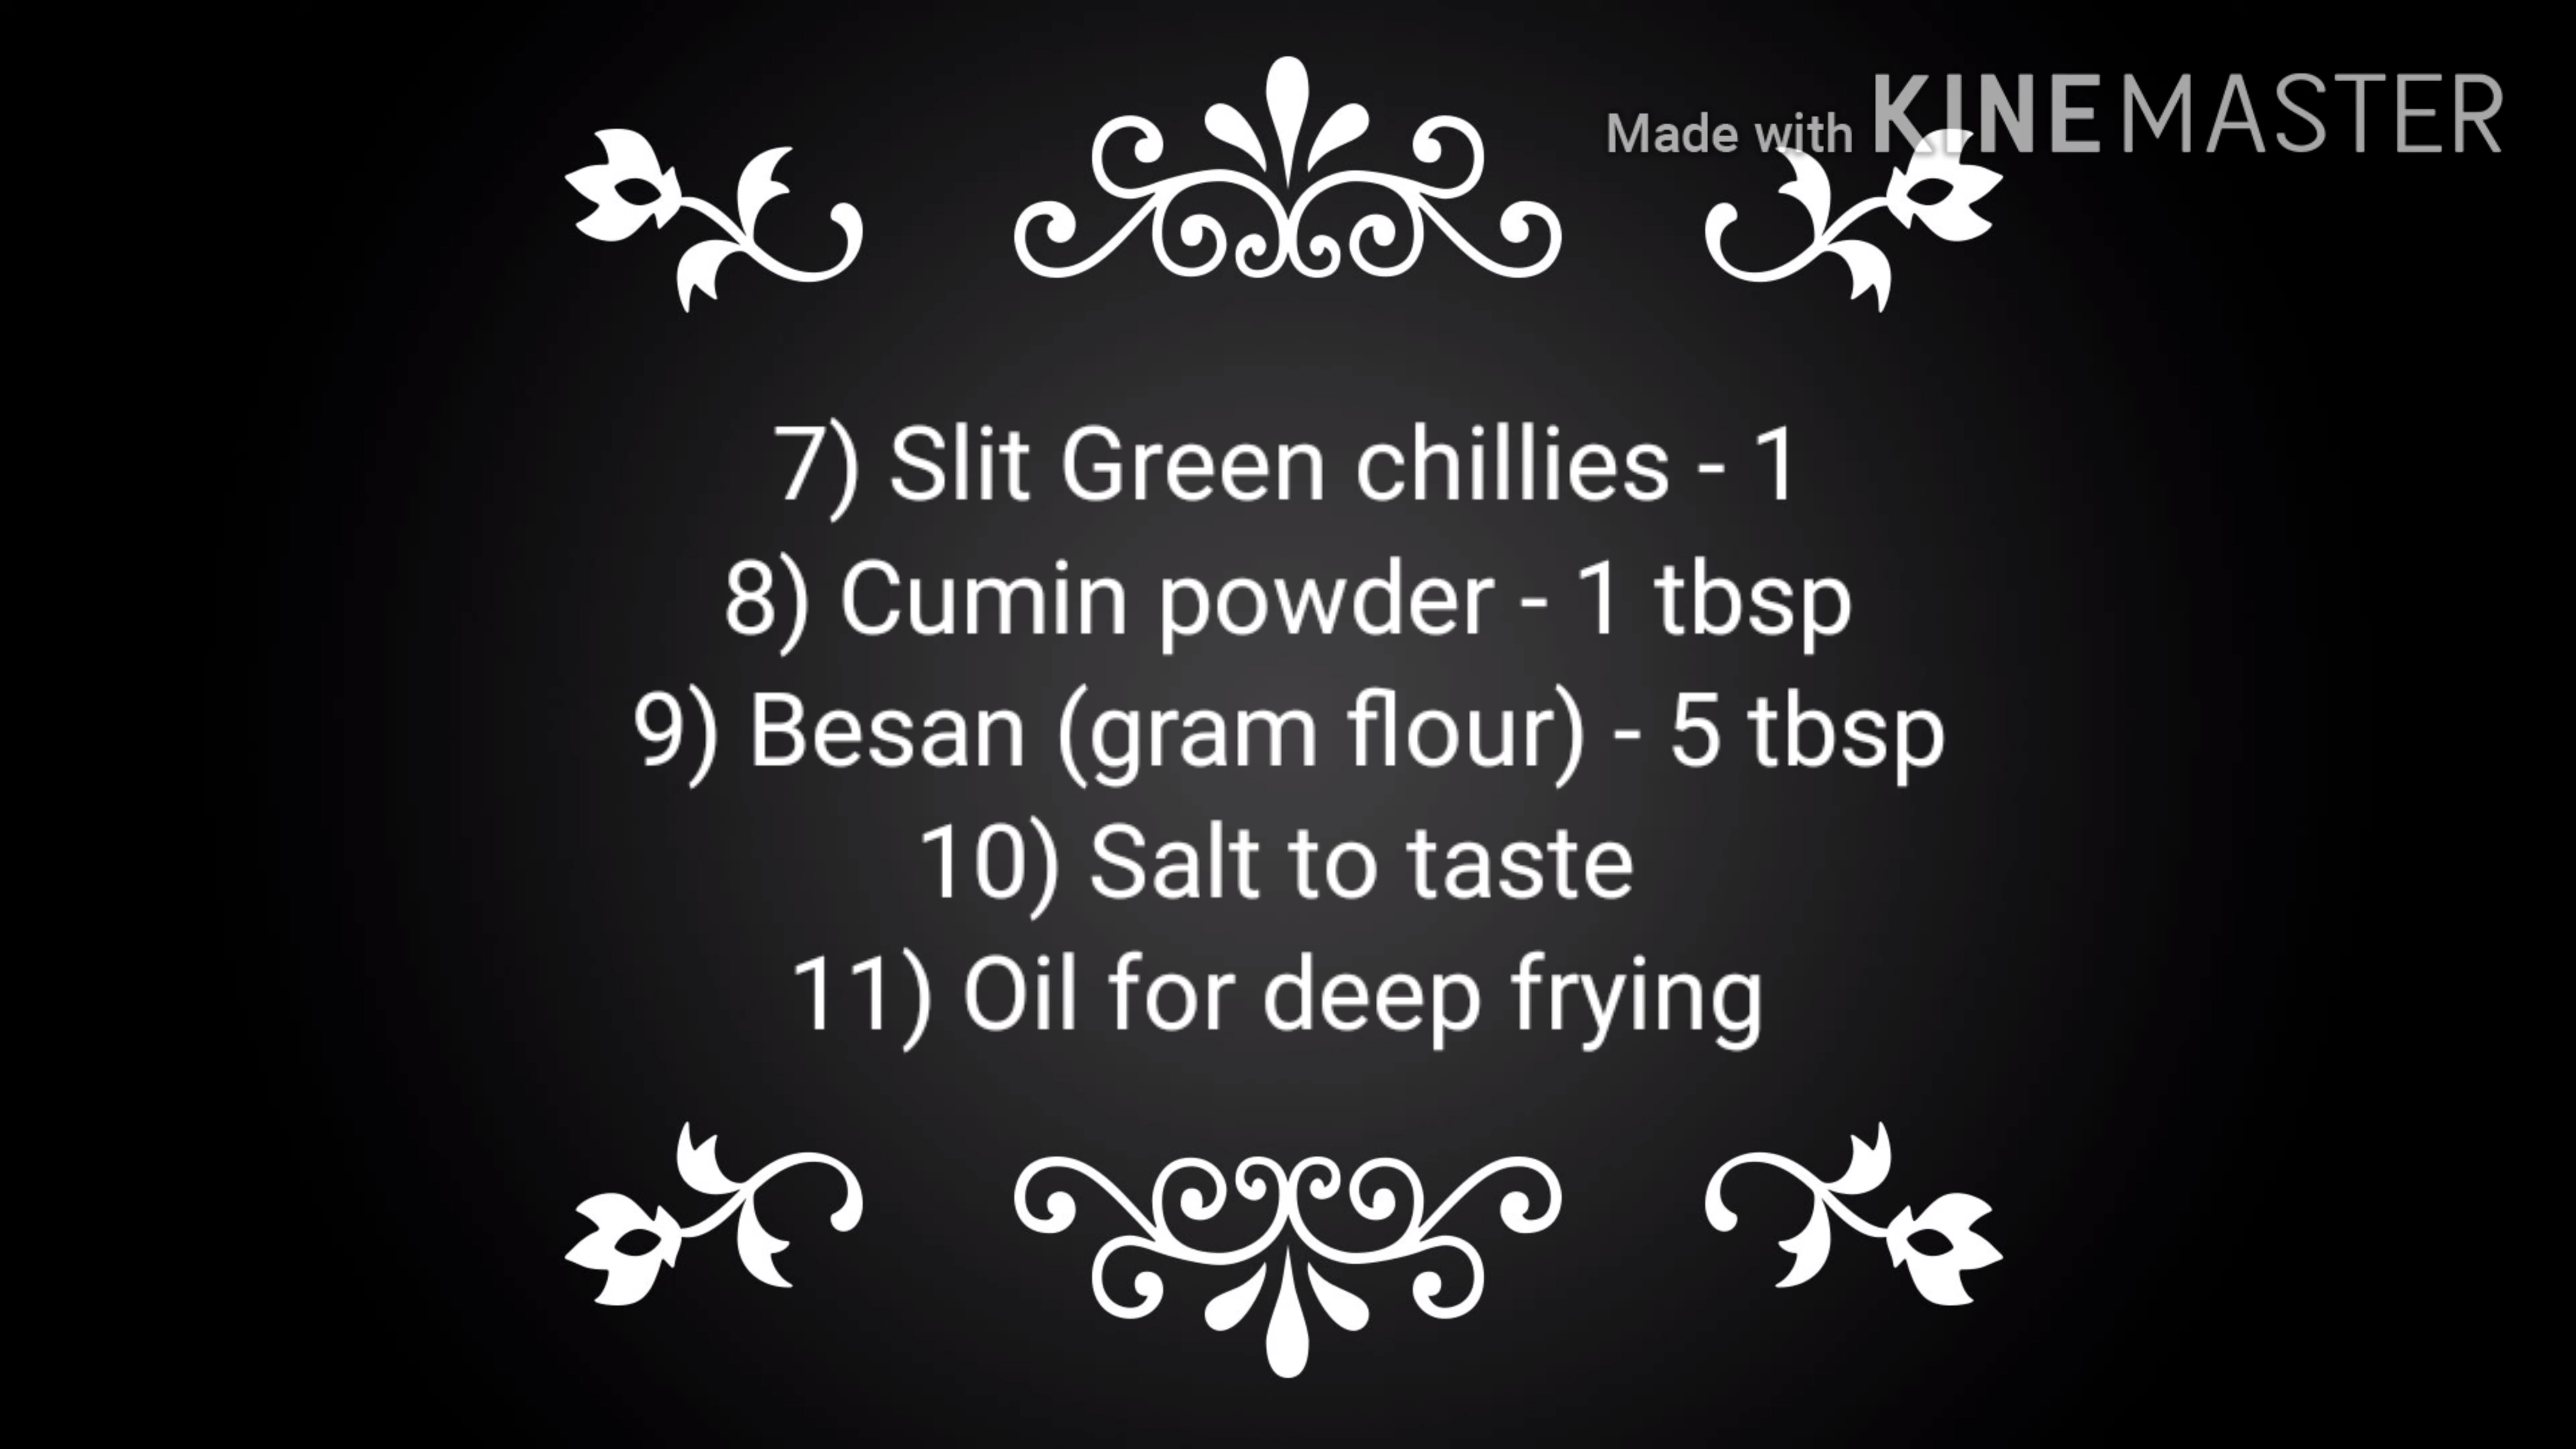 Made with KINEMASTER
7) Slit Green chillies - 1
8) Cumin powder - 1 tbsp
9) Besan (gram flour) - 5 tbsp
10) Salt to taste
11) Oil for deep frying